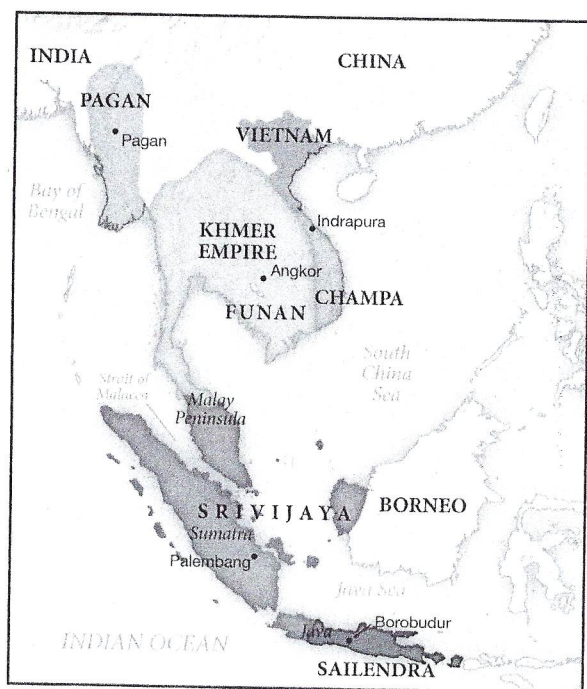 INDIA
CHINA
PAGAN
Pagan
VIETNAM
Bay of
Bengal
Indrapura
KHMER
EMPIRE
Angkor
FUNAN
CHAMPA
South
China
Sea
Strait of
Malacca
Malay
Peninsula
SRIVIJAYA
BORNEO
Sumatra
Palembang
Java Sea
Java
Borobudur
INDIAN OCEAN
SAILENDRA